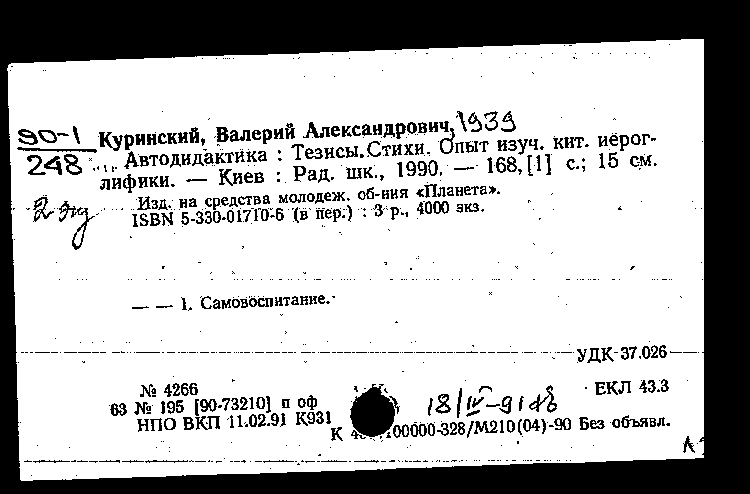 90-1 Куринский, Валерий Александрович, 1939
248 Автодидактика : Тезисы. Стихи. Опыт изуч. кит. иерог-
лифики. — Киев : Рад. шк., 1990. — 168,[1] с.; 15 см.
2 эк Изд. на средства молодеж. об-ния «Планета».
ISBN 5-330-01710-6 (в пер.) : 3 р., 4000 экз.
— — 1. Самовоспитание.
УДК 37.026
№ 4266 ЕКЛ 43.3
63 № 195 [90-73210] п оф 18/IV-91
НПО ВКП 11.02.91 К931
К 00000-328/М210(04)-90 Без объявл.